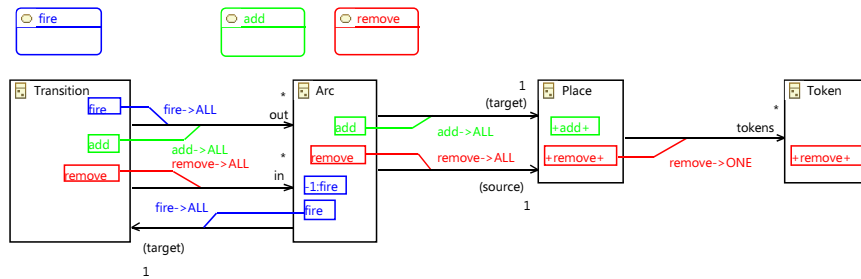 fire
add
remove
Transition
fire
add
remove
fire->ALL
*
out
add->ALL
remove->ALL
*
in
fire->ALL
(target)
1
Arc
add
remove
-1:fire
fire
1
(target)
add->ALL
remove->ALL
(source)
1
Place
+add+
+remove+
*
tokens
remove->ONE
Token
+remove+